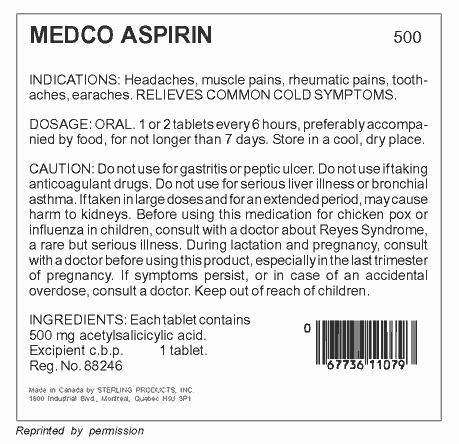 MEDCO ASPIRIN 500
INDICATIONS: Headaches, muscle pains, rheumatic pains, tooth-
aches, earaches. RELIEVES COMMON COLD SYMPTOMS.
DOSAGE: ORAL. 1 or 2 tablets every 6 hours, preferably accompa-
nied by food, for not longer than 7 days. Store in a cool, dry place.
CAUTION: Do not use for gastritis or peptic ulcer. Do not use if taking
anticoagulant drugs. Do not use for serious liver illness or bronchial
asthma. If taken in large doses and for an extended period, may cause
harm to kidneys. Before using this medication for chicken pox or
influenza in children, consult with a doctor about Reyes Syndrome,
a rare but serious illness. During lactation and pregnancy, consult
with a doctor before using this product, especially in the last trimester
of pregnancy. If symptoms persist, or in case of an accidental
overdose, consult a doctor. Keep out of reach of children.
INGREDIENTS: Each tablet contains
500 mg acetylsalicicylic acid.
Excipient c.b.p. 1 tablet.
Reg. No. 88246
0
67736 11079
Made in Canada by STERLING PRODUCTS, INC.
1600 Industrial Blvd., Montreal, Quebec H9J 3P1
Reprinted by permission